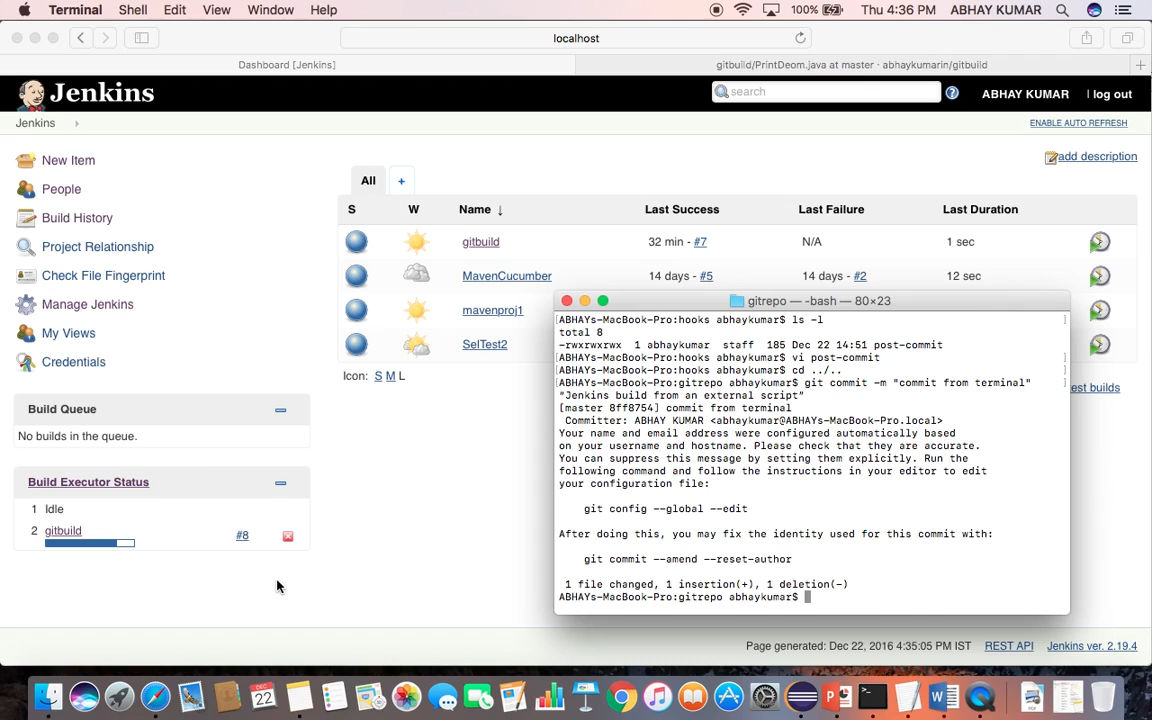 Terminal Shell Edit View Window Help 100% Thu 4:36 PM ABHAY KUMAR
localhost
Dashboard [Jenkins] gitbuild/PrintDeom.java at master · abhaykumarin/gitbuild
Jenkins search ABHAY KUMAR | log out
Jenkins ENABLE AUTO REFRESH
add description
New Item
People
Build History
Project Relationship
Check File Fingerprint
Manage Jenkins
My Views
Credentials
Build Queue
No builds in the queue.
Build Executor Status
1 Idle
2 gitbuild #8
All +
S W Name ↓ Last Success Last Failure Last Duration
gitbuild 32 min - #7 N/A 1 sec
MavenCucumber 14 days - #5 14 days - #2 12 sec
mavenproj1
SelTest2
Icon: S M L
est builds
gitrepo — -bash — 80×23
[ABHAYs-MacBook-Pro:hooks abhaykumar$ ls -l ]
total 8
-rwxrwxrwx 1 abhaykumar staff 185 Dec 22 14:51 post-commit
[ABHAYs-MacBook-Pro:hooks abhaykumar$ vi post-commit ]
[ABHAYs-MacBook-Pro:hooks abhaykumar$ cd ../.. ]
[ABHAYs-MacBook-Pro:gitrepo abhaykumar$ git commit -m "commit from terminal" ]
"Jenkins build from an external script"
[master 8ff8754] commit from terminal
Committer: ABHAY KUMAR <abhaykumar@ABHAYs-MacBook-Pro.local>
Your name and email address were configured automatically based
on your username and hostname. Please check that they are accurate.
You can suppress this message by setting them explicitly. Run the
following command and follow the instructions in your editor to edit
your configuration file:
git config --global --edit
After doing this, you may fix the identity used for this commit with:
git commit --amend --reset-author
1 file changed, 1 insertion(+), 1 deletion(-)
ABHAYs-MacBook-Pro:gitrepo abhaykumar$
Page generated: Dec 22, 2016 4:35:05 PM IST REST API Jenkins ver. 2.19.4
DEC
22